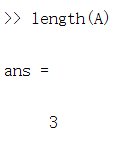 >> length(A)
ans =
3